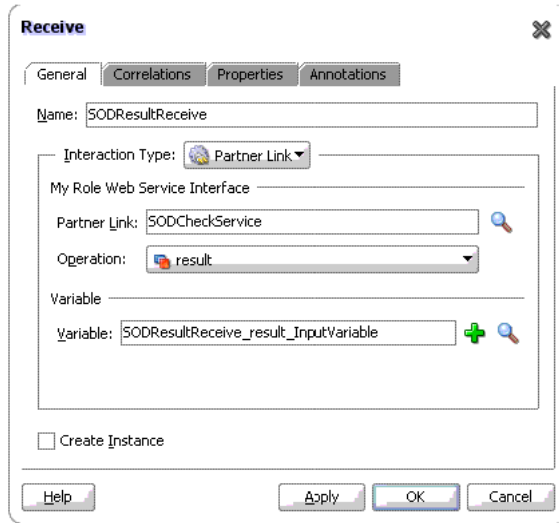 Receive
General Correlations Properties Annotations
Name: SODResultReceive
Interaction Type: Partner Link
My Role Web Service Interface
Partner Link: SODCheckService
Operation: result
Variable
Variable: SODResultReceive_result_InputVariable
Create Instance
Help Apply OK Cancel